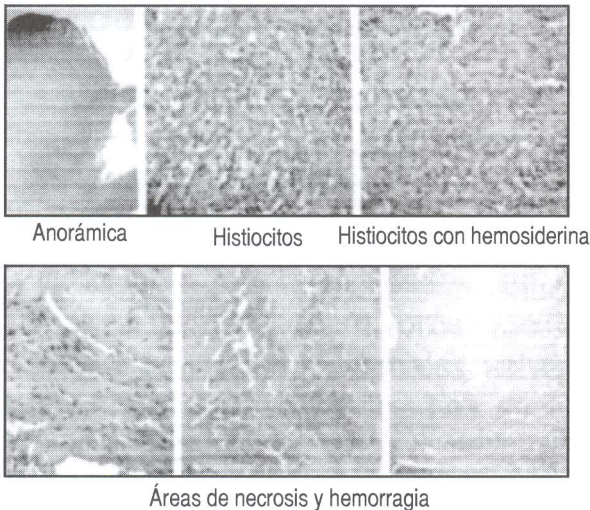 Anorámica
Histiocitos
Histiocitos con hemosiderina
Áreas de necrosis y hemorragia